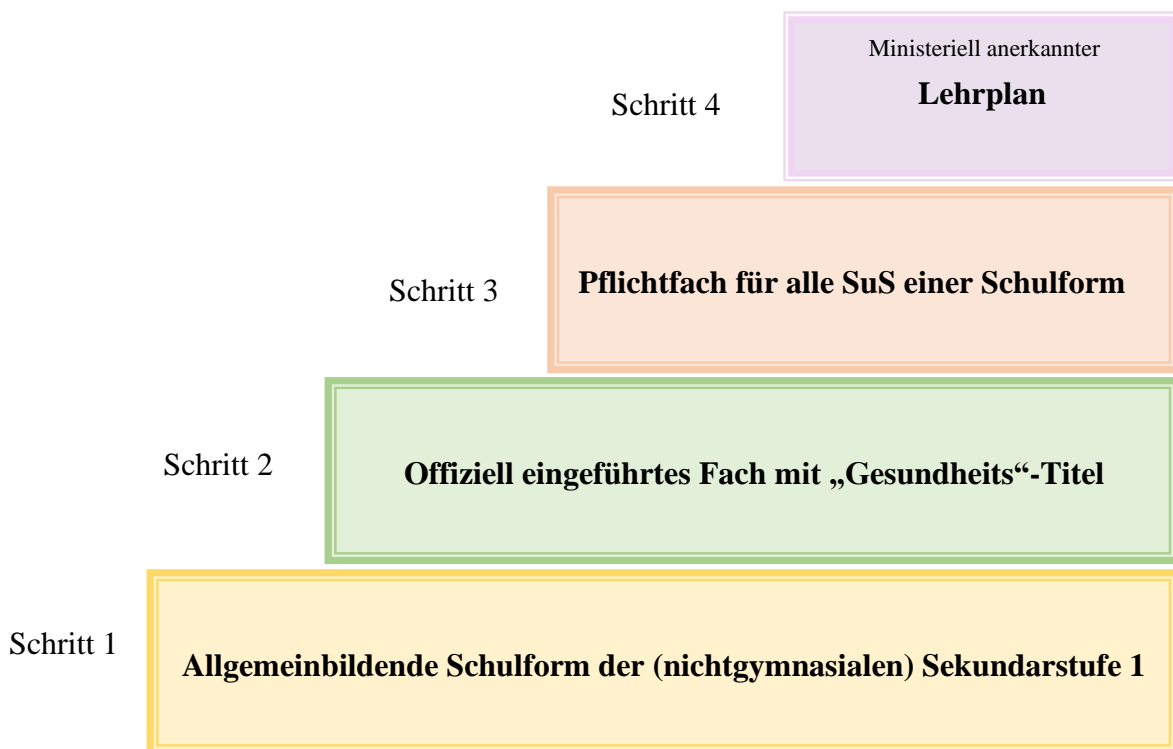 Ministeriell anerkannter
Lehrplan
Schritt 4
Pflichtfach für alle SuS einer Schulform
Schritt 3
Offiziell eingeführtes Fach mit „Gesundheits“-Titel
Schritt 2
Allgemeinbildende Schulform der (nichtgymnasialen) Sekundarstufe 1
Schritt 1